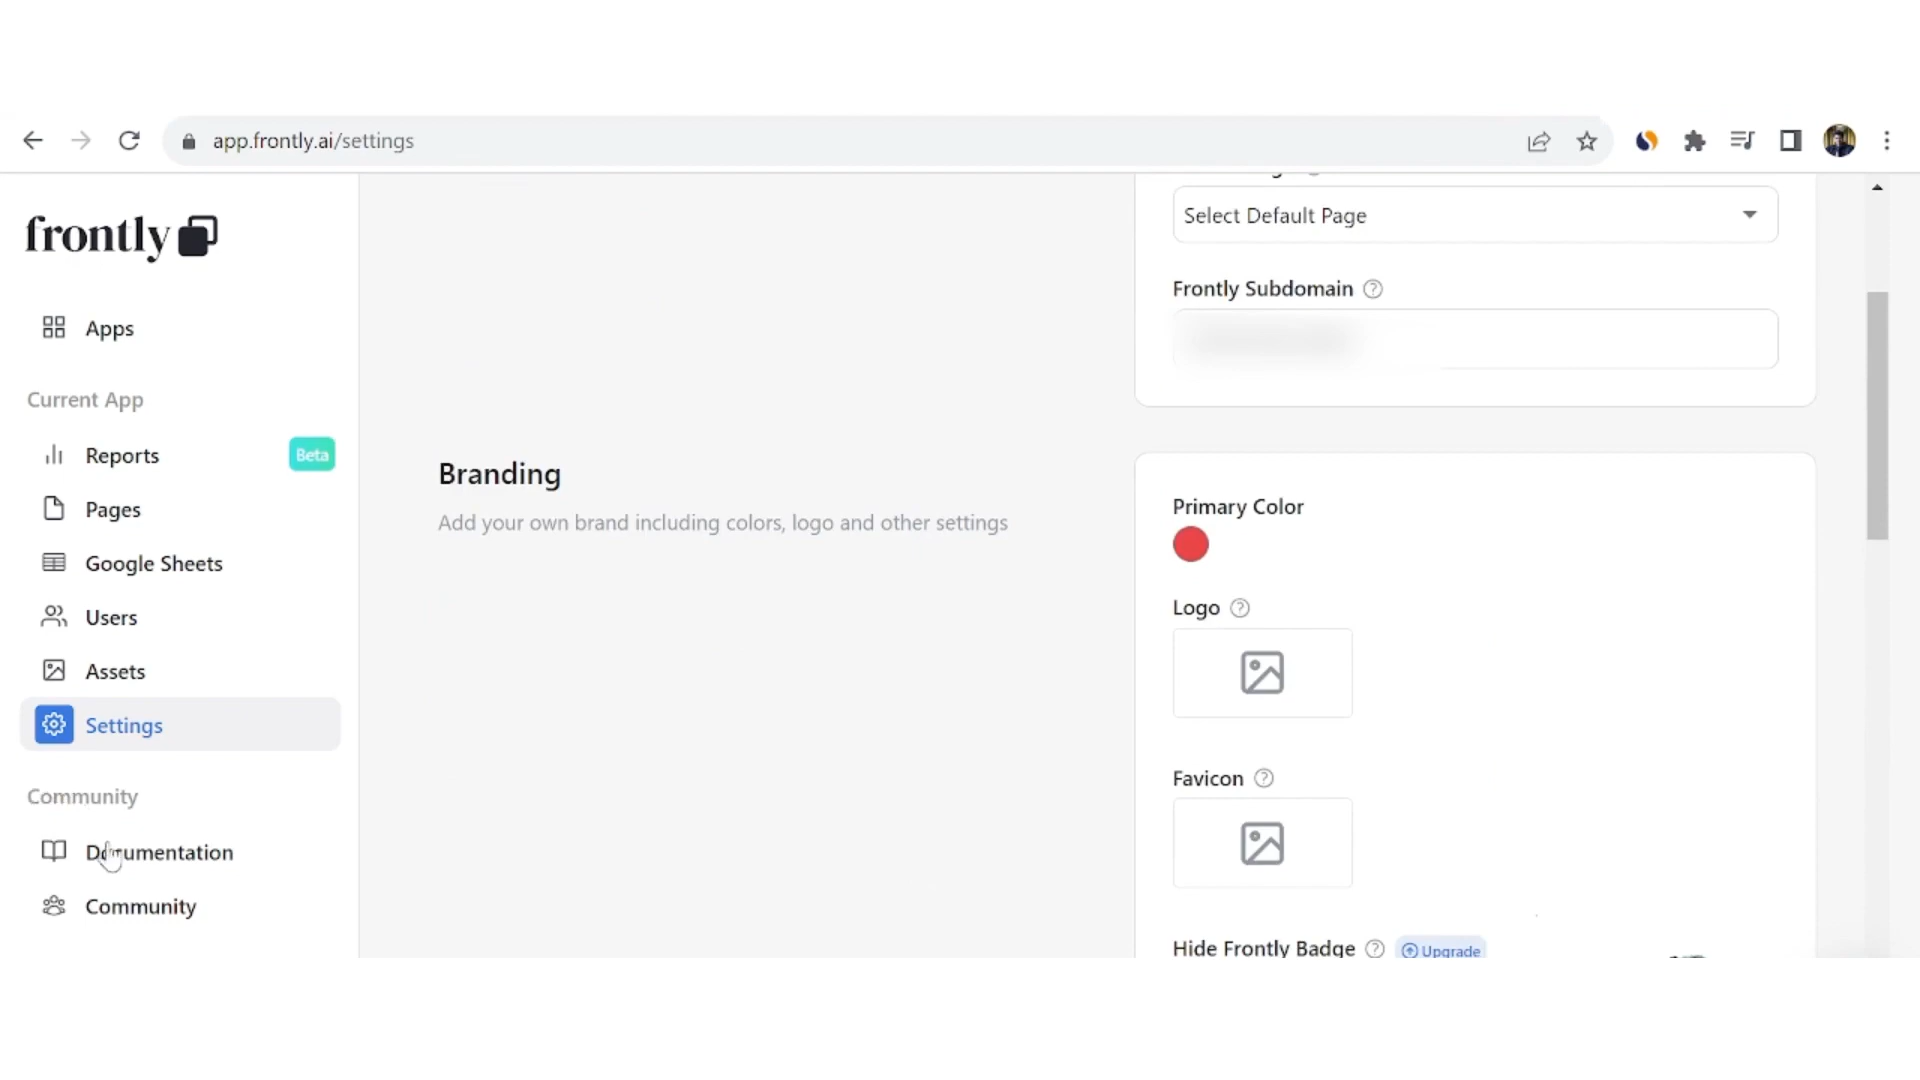 app.frontly.ai/settings
frontly
Apps
Current App
Reports
Beta
Pages
Google Sheets
Users
Assets
Settings
Community
Documentation
Community
Branding
Add your own brand including colors, logo and other settings
Select Default Page
Frontly Subdomain
Primary Color
Logo
Favicon
Hide Frontly Badge
Upgrade